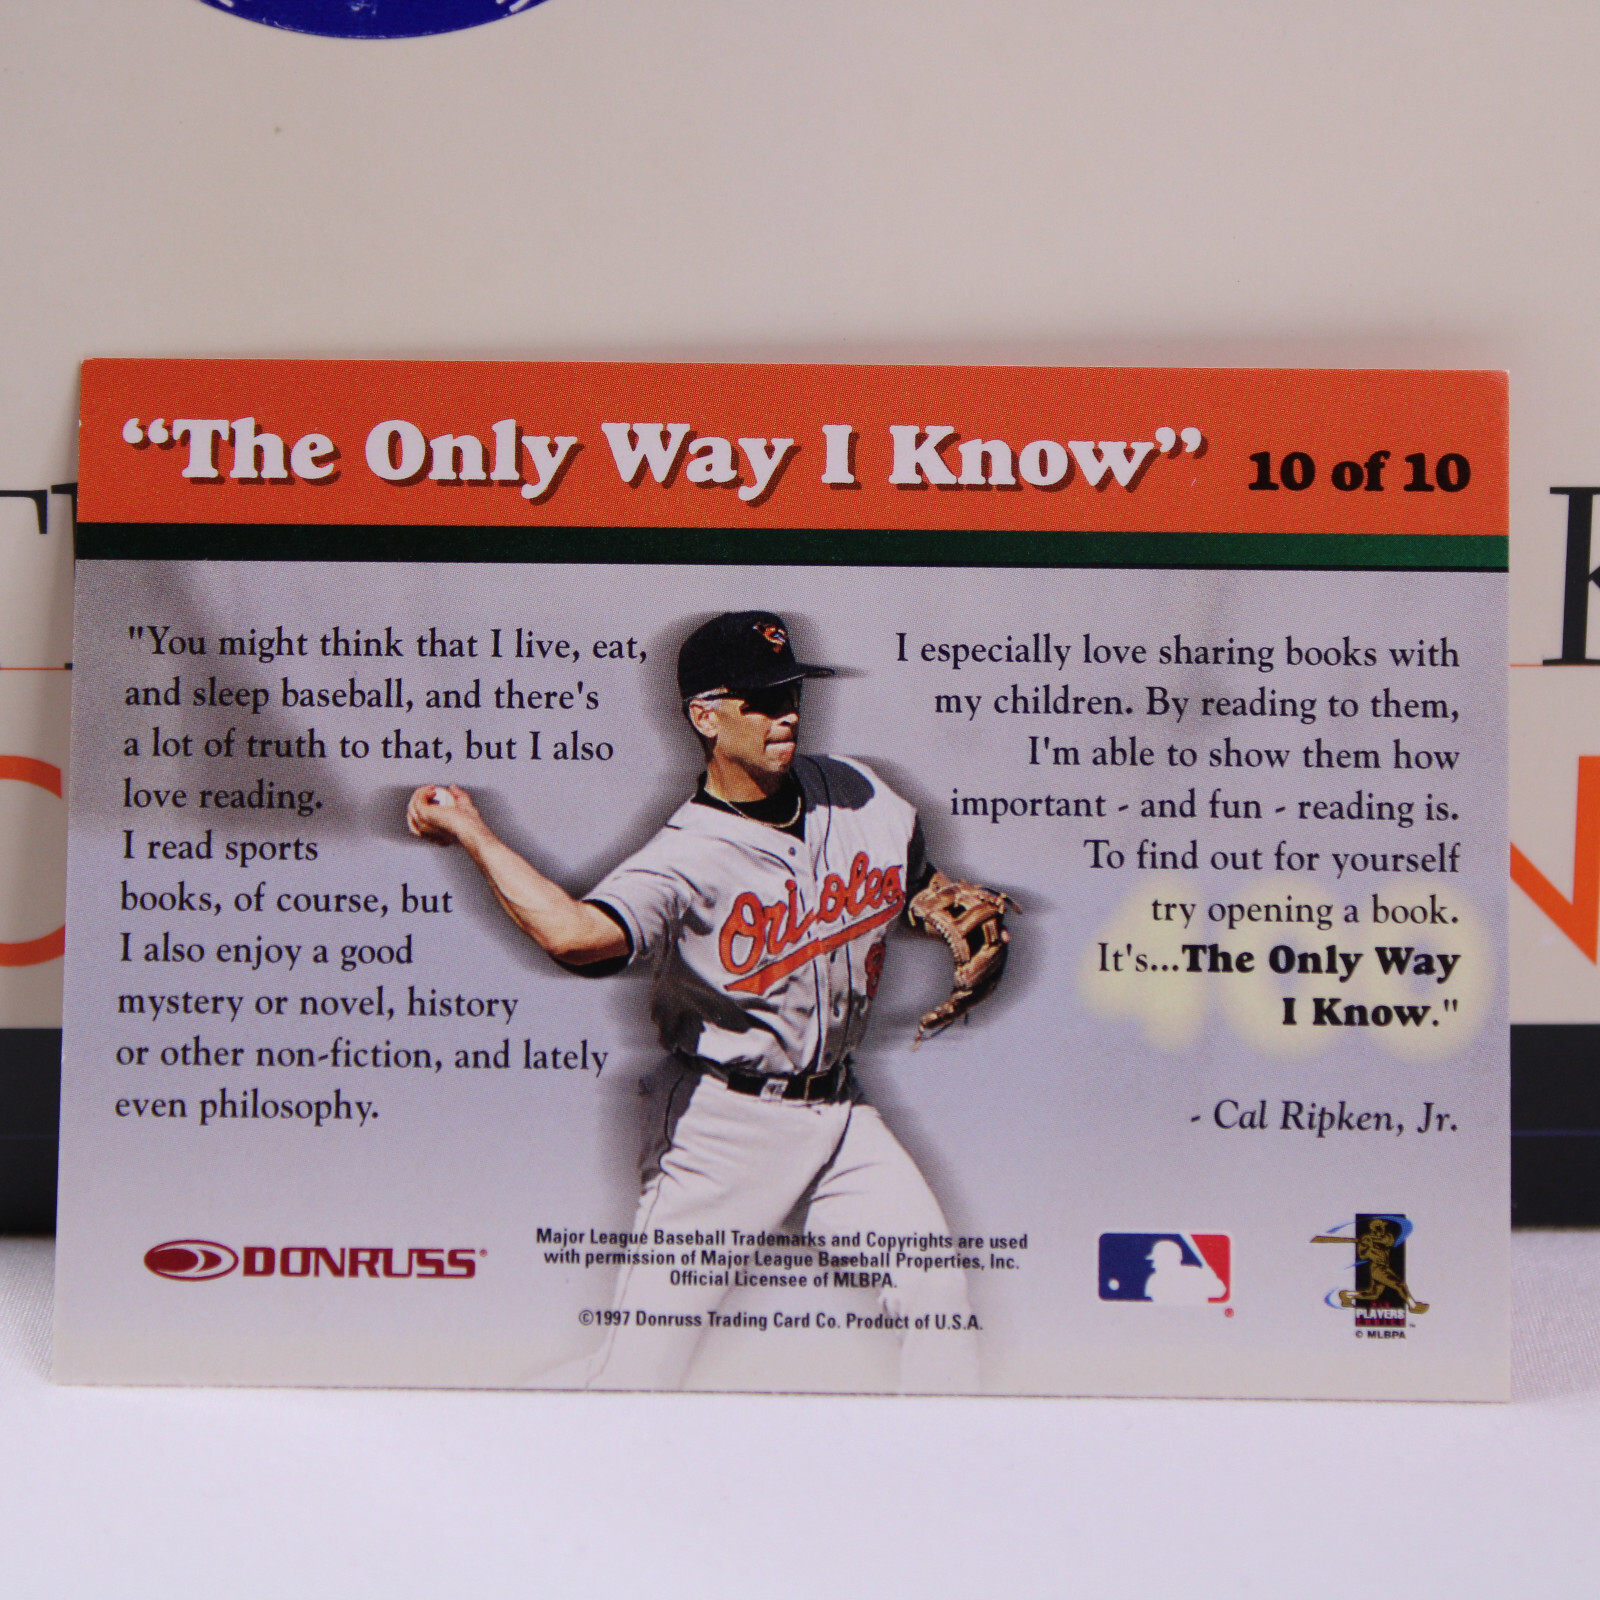 “The Only Way I Know” 10 of 10
"You might think that I live, eat,
and sleep baseball, and there's
a lot of truth to that, but I also
love reading.
I read sports
books, of course, but
I also enjoy a good
mystery or novel, history
or other non-fiction, and lately
even philosophy.
I especially love sharing books with
my children. By reading to them,
I'm able to show them how
important - and fun - reading is.
To find out for yourself
try opening a book.
It's...The Only Way
I Know."
- Cal Ripken, Jr.
Orioles
8
DONRUSS®
Major League Baseball Trademarks and Copyrights are used
with permission of Major League Baseball Properties, Inc.
Official Licensee of MLBPA.
©1997 Donruss Trading Card Co. Product of U.S.A.
®
PLAYERS
CHOICE
™
© MLBPA